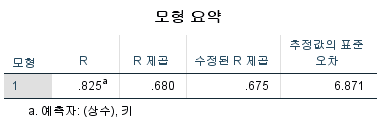 모형 요약
모형 R R 제곱 수정된 R 제곱 추정값의 표준
오차
1 .825a .680 .675 6.871
a. 예측자: (상수), 키